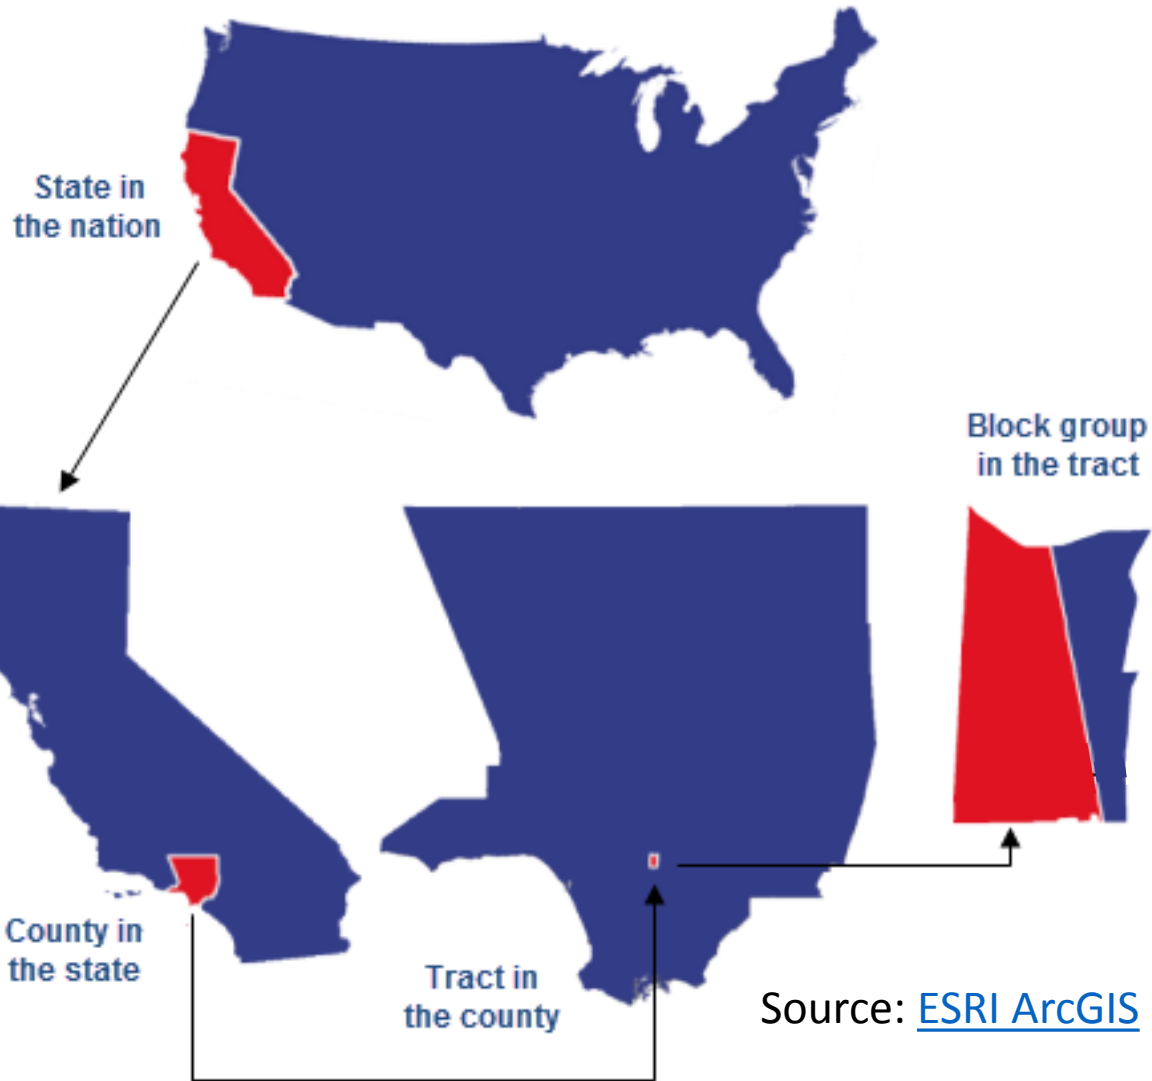 State in
the nation
Block group
in the tract
County in
the state
Tract in
the county
Source: ESRI ArcGIS